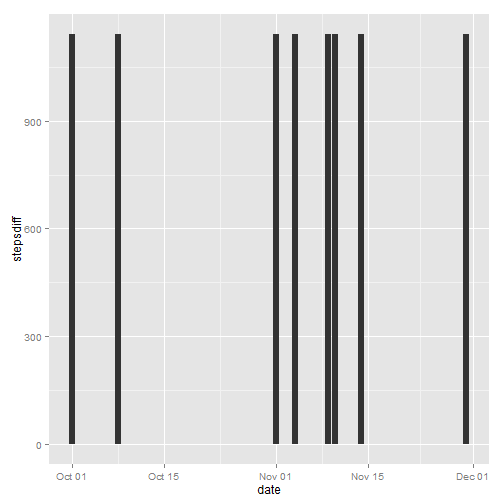 900
600
300
0
stepsdiff
Oct 01
Oct 15
Nov 01
Nov 15
Dec 01
date